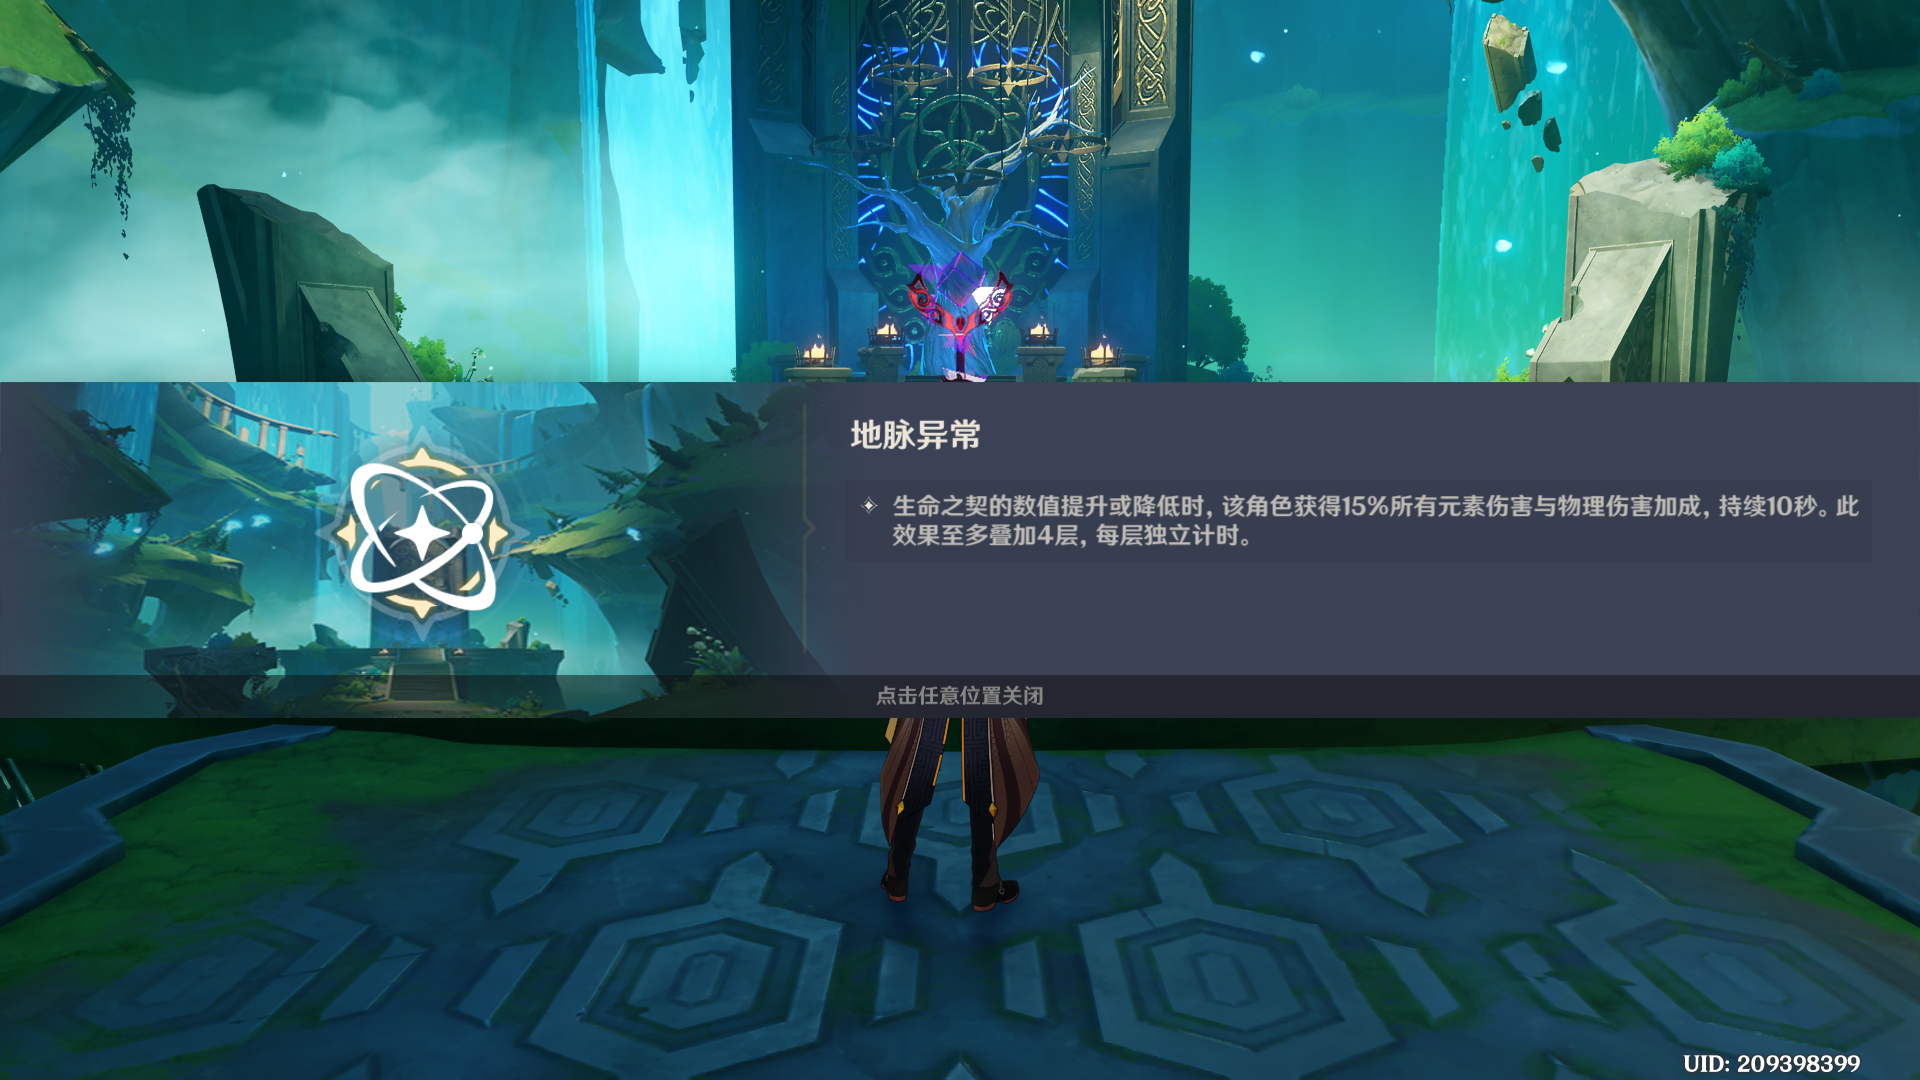 地脉异常
生命之契的数值提升或降低时，该角色获得15%所有元素伤害与物理伤害加成，持续10秒。此
效果至多叠加4层，每层独立计时。
点击任意位置关闭
UID: 209398399